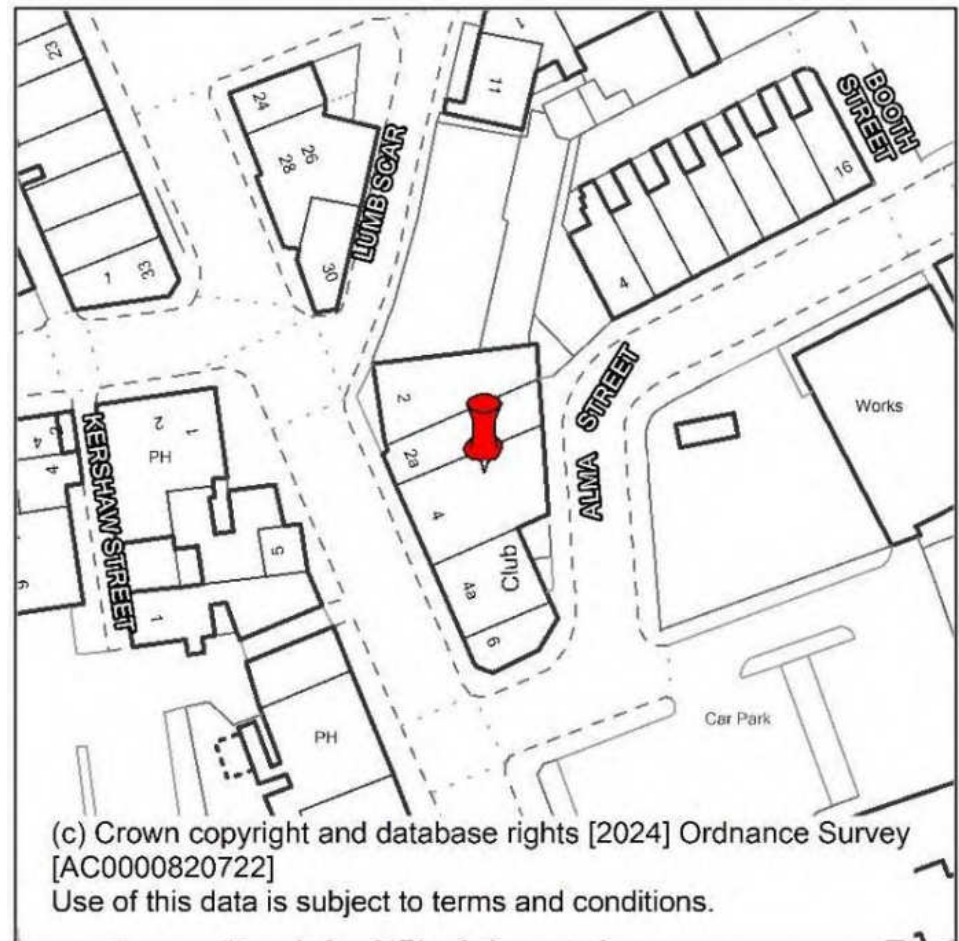 23
24
26
28
30
LUMB SCAR
11
BOOTH
STREET
16
4
1
33
2
2a
4
4a
6
Club
ALMA STREET
Works
KERSHAW STREET
2
1
PH
4
5
1
PH
Car Park
(c) Crown copyright and database rights [2024] Ordnance Survey
[AC0000820722]
Use of this data is subject to terms and conditions.